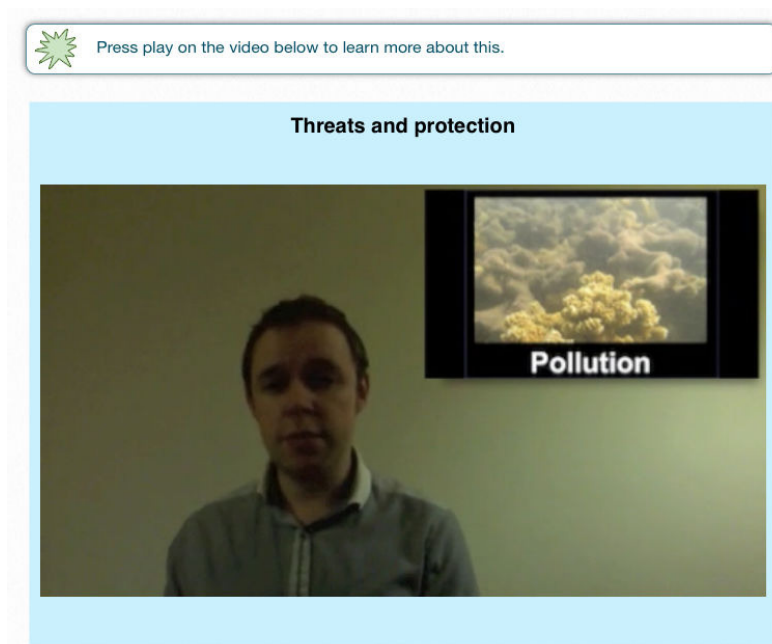 Press play on the video below to learn more about this.
Threats and protection
Pollution